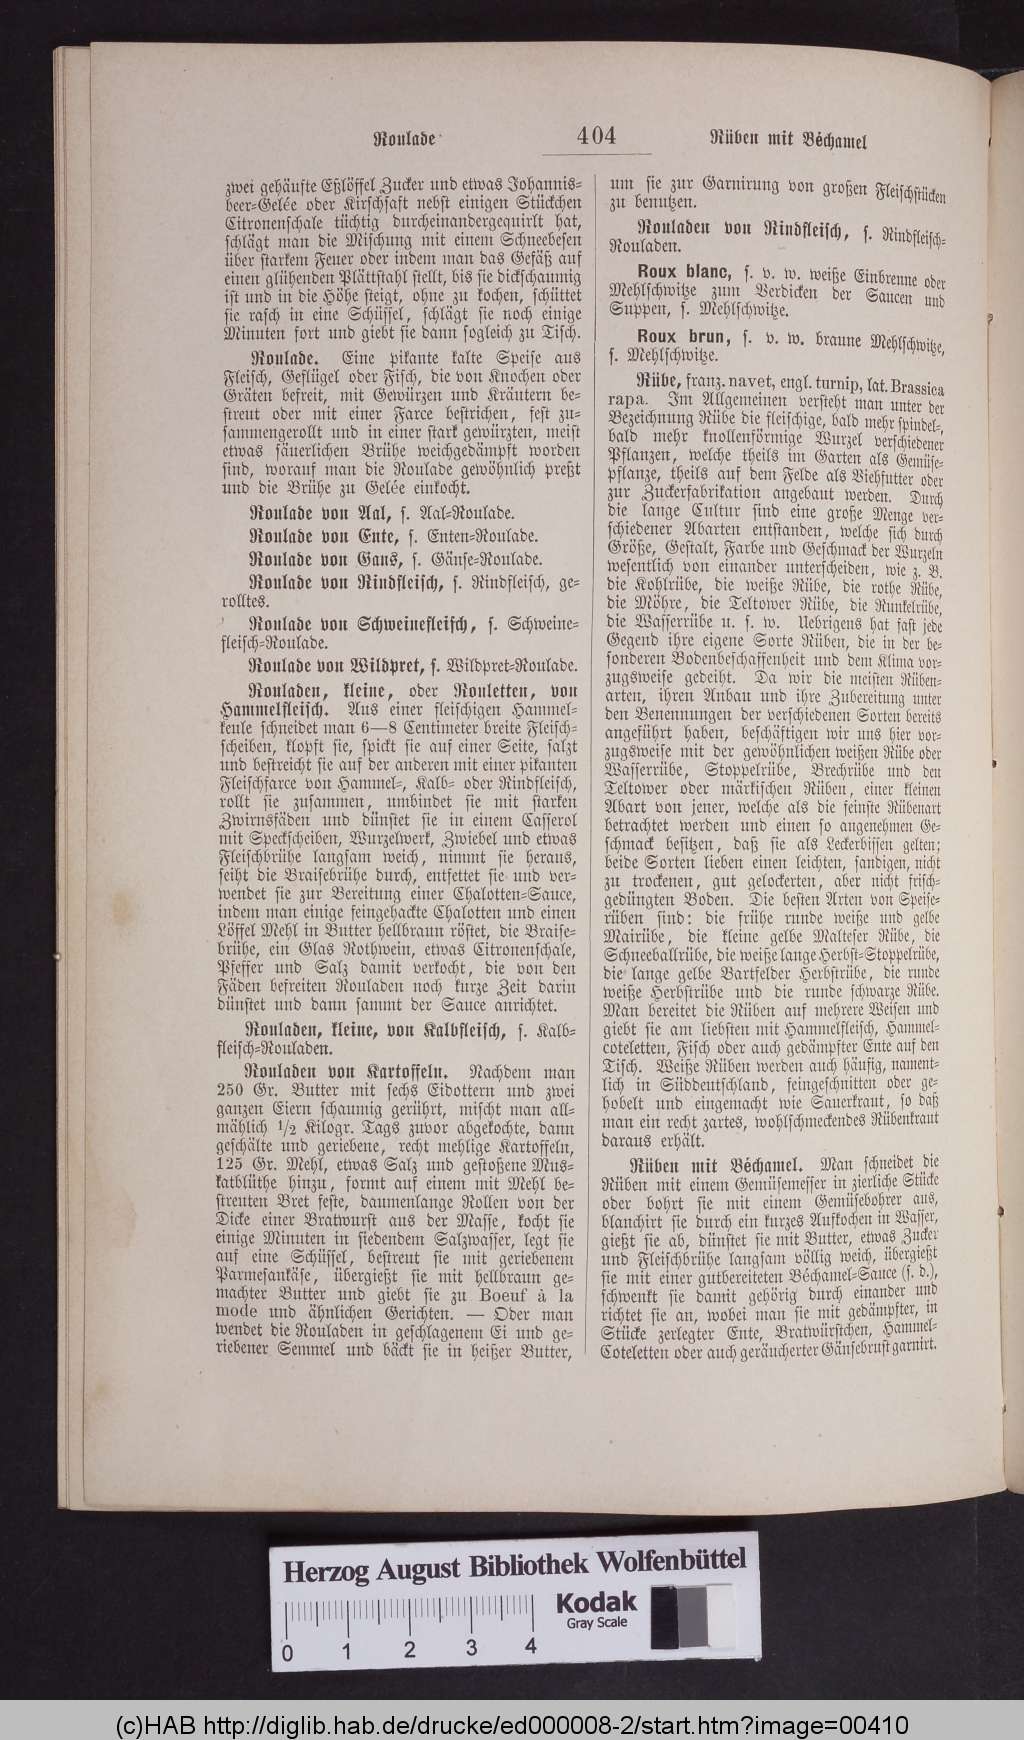 Roulade
404
Rüben mit Béchamel
zwei gehäufte Eßlöffel Zucker und etwas Johannis-
beer-Gelée oder Kirschsaft nebst einigen Stückchen
Citronenschale tüchtig durcheinandergequirlt hat,
schlägt man die Mischung mit einem Schneebesen
über starkem Feuer oder indem man das Gefäß auf
einen glühenden Plättstahl stellt, bis sie dickschaumig
ist und in die Höhe steigt, ohne zu kochen, schüttet
sie rasch in eine Schüssel, schlägt sie noch einige
Minuten fort und giebt sie dann sogleich zu Tisch.
Roulade. Eine pikante kalte Speise aus
Fleisch, Geflügel oder Fisch, die von Knochen oder
Gräten befreit, mit Gewürzen und Kräutern be-
streut oder mit einer Farce bestrichen, fest zu-
sammengerollt und in einer stark gewürzten, meist
etwas säuerlichen Brühe weichgedämpft worden
sind, worauf man die Roulade gewöhnlich preßt
und die Brühe zu Gelée einkocht.
Roulade von Aal, s. Aal-Roulade.
Roulade von Ente, s. Enten-Roulade.
Roulade von Gans, s. Gänse-Roulade.
Roulade von Rindfleisch, s. Rindfleisch, ge-
rolltes.
Roulade von Schweinefleisch, s. Schweine-
fleisch-Roulade.
Roulade von Wildpret, s. Wildpret-Roulade.
Rouladen, kleine, oder Rouletten, von
Hammelfleisch. Aus einer fleischigen Hammel-
keule schneidet man 6—8 Centimeter breite Fleisch-
scheiben, klopft sie, spickt sie auf einer Seite, salzt
und bestreicht sie auf der anderen mit einer pikanten
Fleischfarce von Hammel-, Kalb- oder Rindfleisch,
rollt sie zusammen, umbindet sie mit starken
Zwirnsfäden und dünstet sie in einem Casserol
mit Speckscheiben, Wurzelwerk, Zwiebel und etwas
Fleischbrühe langsam weich, nimmt sie heraus,
seiht die Braisebrühe durch, entfettet sie und ver-
wendet sie zur Bereitung einer Chalotten-Sauce,
indem man einige feingehackte Chalotten und einen
Löffel Mehl in Butter hellbraun röstet, die Braise-
brühe, ein Glas Rothwein, etwas Citronenschale,
Pfeffer und Salz damit verkocht, die von den
Fäden befreiten Rouladen noch kurze Zeit darin
dünstet und dann sammt der Sauce anrichtet.
Rouladen, kleine, von Kalbfleisch, s. Kalb-
fleisch-Rouladen.
Rouladen von Kartoffeln. Nachdem man
250 Gr. Butter mit sechs Eidottern und zwei
ganzen Eiern schaumig gerührt, mischt man all-
mählich 1/2 Kilogr. Tags zuvor abgekochte, dann
geschälte und geriebene, recht mehlige Kartoffeln,
125 Gr. Mehl, etwas Salz und gestoßene Mus-
katblüthe hinzu, formt auf einem mit Mehl be-
streuten Bret feste, daumenlange Rollen von der
Dicke einer Bratwurst aus der Masse, kocht sie
einige Minuten in siedendem Salzwasser, legt sie
auf eine Schüssel, bestreut sie mit geriebenem
Parmesankäse, übergießt sie mit hellbraun ge-
machter Butter und giebt sie zu Boeuf à la
mode und ähnlichen Gerichten. — Oder man
wendet die Rouladen in geschlagenem Ei und ge-
riebener Semmel und bäckt sie in heißer Butter,
um sie zur Garnirung von großen Fleischstücken
zu benutzen.
Rouladen von Rindfleisch, s. Rindfleisch-
Rouladen.
Roux blanc, s. v. w. weiße Einbrenne oder
Mehlschwitze zum Verdicken der Saucen und
Suppen, s. Mehlschwitze.
Roux brun, s. v. w. braune Mehlschwitze,
s. Mehlschwitze.
Rübe, franz. navet, engl. turnip, lat. Brassica
rapa. Im Allgemeinen versteht man unter der
Bezeichnung Rübe die fleischige, bald mehr spindel-,
bald mehr knollenförmige Wurzel verschiedener
Pflanzen, welche theils im Garten als Gemüse-
pflanze, theils auf dem Felde als Viehfutter oder
zur Zuckerfabrikation angebaut werden. Durch
die lange Cultur sind eine große Menge ver-
schiedener Abarten entstanden, welche sich durch
Größe, Gestalt, Farbe und Geschmack der Wurzeln
wesentlich von einander unterscheiden, wie z. B.
die Kohlrübe, die weiße Rübe, die rothe Rübe,
die Möhre, die Teltower Rübe, die Runkelrübe,
die Wasserrübe u. s. w. Uebrigens hat fast jede
Gegend ihre eigene Sorte Rüben, die in der be-
sonderen Bodenbeschaffenheit und dem Klima vor-
zugsweise gedeiht. Da wir die meisten Rüben-
arten, ihren Anbau und ihre Zubereitung unter
den Benennungen der verschiedenen Sorten bereits
angeführt haben, beschäftigen wir uns hier vor-
zugsweise mit der gewöhnlichen weißen Rübe oder
Wasserrübe, Stoppelrübe, Brechrübe und den
Teltower oder märkischen Rüben, einer kleinen
Abart von jener, welche als die feinste Rübenart
betrachtet werden und einen so angenehmen Ge-
schmack besitzen, daß sie als Leckerbissen gelten;
beide Sorten lieben einen leichten, sandigen, nicht
zu trockenen, gut gelockerten, aber nicht frisch-
gedüngten Boden. Die besten Arten von Speise-
rüben sind: die frühe runde weiße und gelbe
Mairübe, die kleine gelbe Malteser Rübe, die
Schneeballrübe, die weiße lange Herbst-Stoppelrübe,
die lange gelbe Bartfelder Herbstrübe, die runde
weiße Herbstrübe und die runde schwarze Rübe.
Man bereitet die Rüben auf mehrere Weisen und
giebt sie am liebsten mit Hammelfleisch, Hammel-
coteletten, Fisch oder auch gedämpfter Ente auf den
Tisch. Weiße Rüben werden auch häufig, nament-
lich in Süddeutschland, feingeschnitten oder ge-
hobelt und eingemacht wie Sauerkraut, so daß
man ein recht zartes, wohlschmeckendes Rübenkraut
daraus erhält.
Rüben mit Béchamel. Man schneidet die
Rüben mit einem Gemüsemesser in zierliche Stücke
oder bohrt sie mit einem Gemüsebohrer aus,
blanchirt sie durch ein kurzes Aufkochen in Wasser,
gießt sie ab, dünstet sie mit Butter, etwas Zucker
und Fleischbrühe langsam völlig weich, übergießt
sie mit einer gutbereiteten Béchamel-Sauce (s. d.),
schwenkt sie damit gehörig durch einander und
richtet sie an, wobei man sie mit gedämpfter, in
Stücke zerlegter Ente, Bratwürstchen, Hammel-
Coteletten oder auch geräucherter Gänsebrust garnirt.
Herzog August Bibliothek Wolfenbüttel
Kodak
Gray Scale
0 1 2 3 4
(c)HAB http://diglib.hab.de/drucke/ed000008-2/start.htm?image=00410